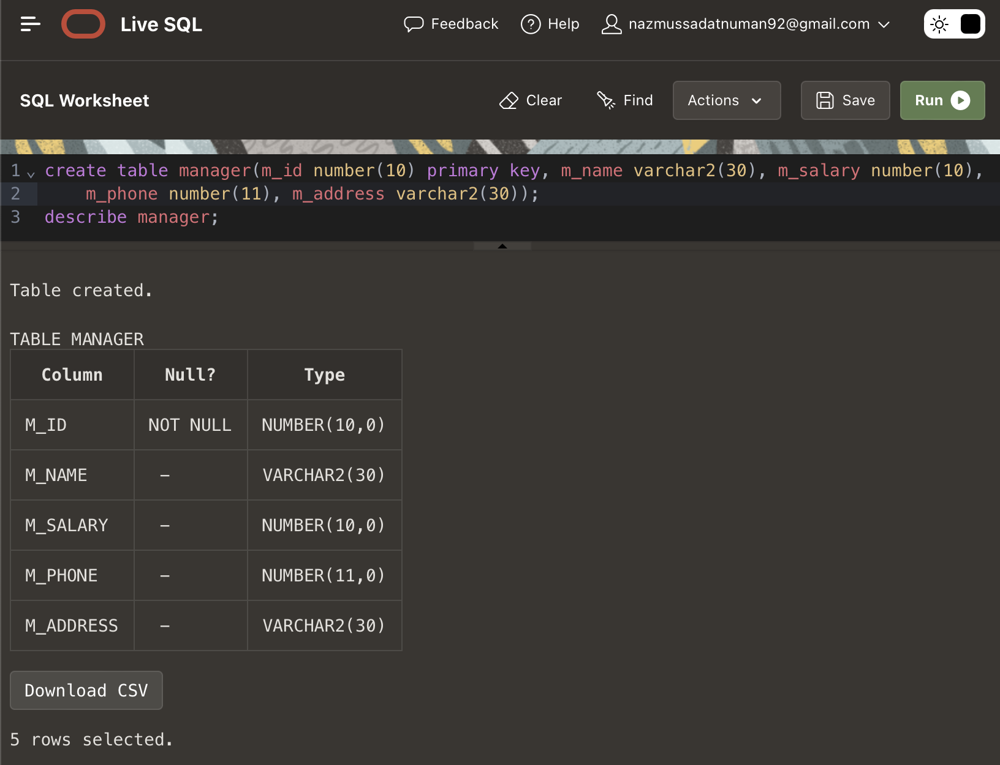 Live SQL Feedback Help nazmussadatnuman92@gmail.com
SQL Worksheet Clear Find Actions Save Run
1 create table manager(m_id number(10) primary key, m_name varchar2(30), m_salary number(10),
2 m_phone number(11), m_address varchar2(30));
3 describe manager;
Table created.
TABLE MANAGER
Column Null? Type
M_ID NOT NULL NUMBER(10,0)
M_NAME – VARCHAR2(30)
M_SALARY – NUMBER(10,0)
M_PHONE – NUMBER(11,0)
M_ADDRESS – VARCHAR2(30)
Download CSV
5 rows selected.